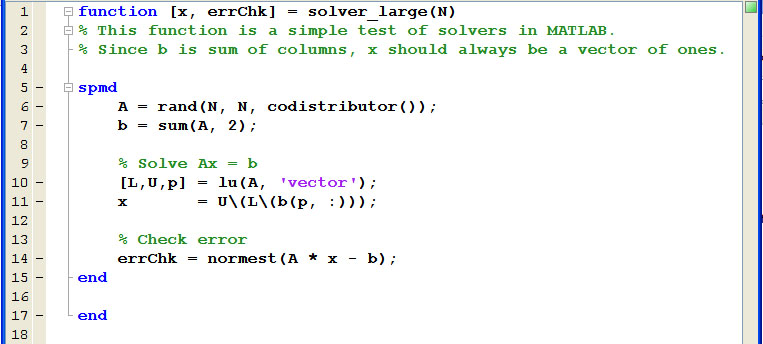 1 function [x, errChk] = solver_large(N)
2 % This function is a simple test of solvers in MATLAB.
3 % Since b is sum of columns, x should always be a vector of ones.
4
5 - spmd
6 - A = rand(N, N, codistributor());
7 - b = sum(A, 2);
8
9 % Solve Ax = b
10 - [L,U,p] = lu(A, 'vector');
11 - x = U\(L\(b(p, :)));
12
13 % Check error
14 - errChk = normest(A * x - b);
15 - end
16
17 - end
18